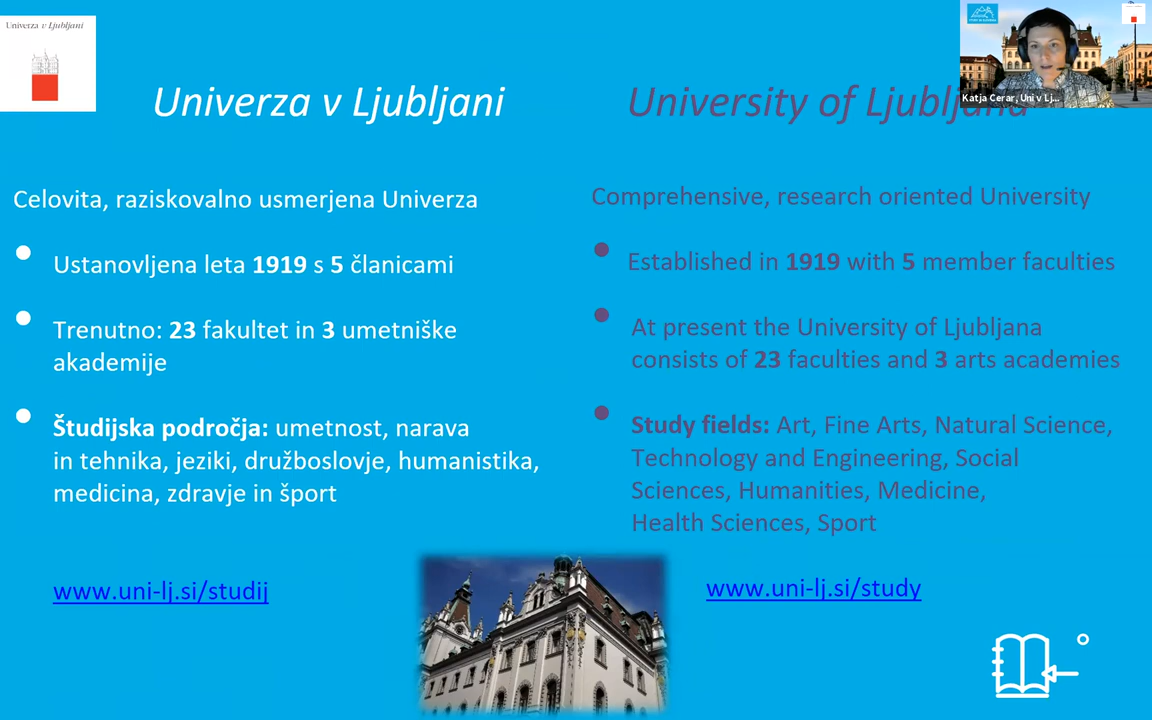 Univerza v Ljubljani
Univerza v Ljubljani
Celovita, raziskovalno usmerjena Univerza
Ustanovljena leta 1919 s 5 članicami
Trenutno: 23 fakultet in 3 umetniške
akademije
Študijska področja: umetnost, narava
in tehnika, jeziki, družboslovje, humanistika,
medicina, zdravje in šport
www.uni-lj.si/studij
University of Ljubljana
Comprehensive, research oriented University
Established in 1919 with 5 member faculties
At present the University of Ljubljana
consists of 23 faculties and 3 arts academies
Study fields: Art, Fine Arts, Natural Science,
Technology and Engineering, Social
Sciences, Humanities, Medicine,
Health Sciences, Sport
www.uni-lj.si/study
Katja Cerar, Uni v Lj...